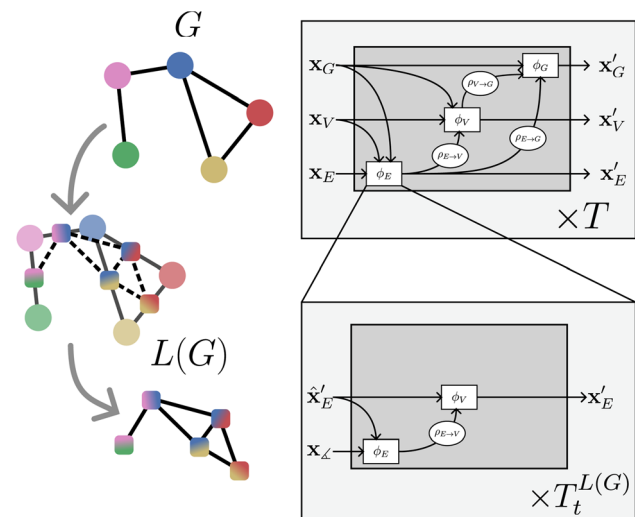 G
L(G)
x_G
x_V
x_E
ϕ_G
ρ_{V→G}
ϕ_V
ρ_{E→V}
ρ_{E→G}
ϕ_E
x′_G
x′_V
x′_E
×T
x̂′_E
x_∡
ϕ_V
ρ_{E→V}
ϕ_E
x′_E
×T_t^{L(G)}